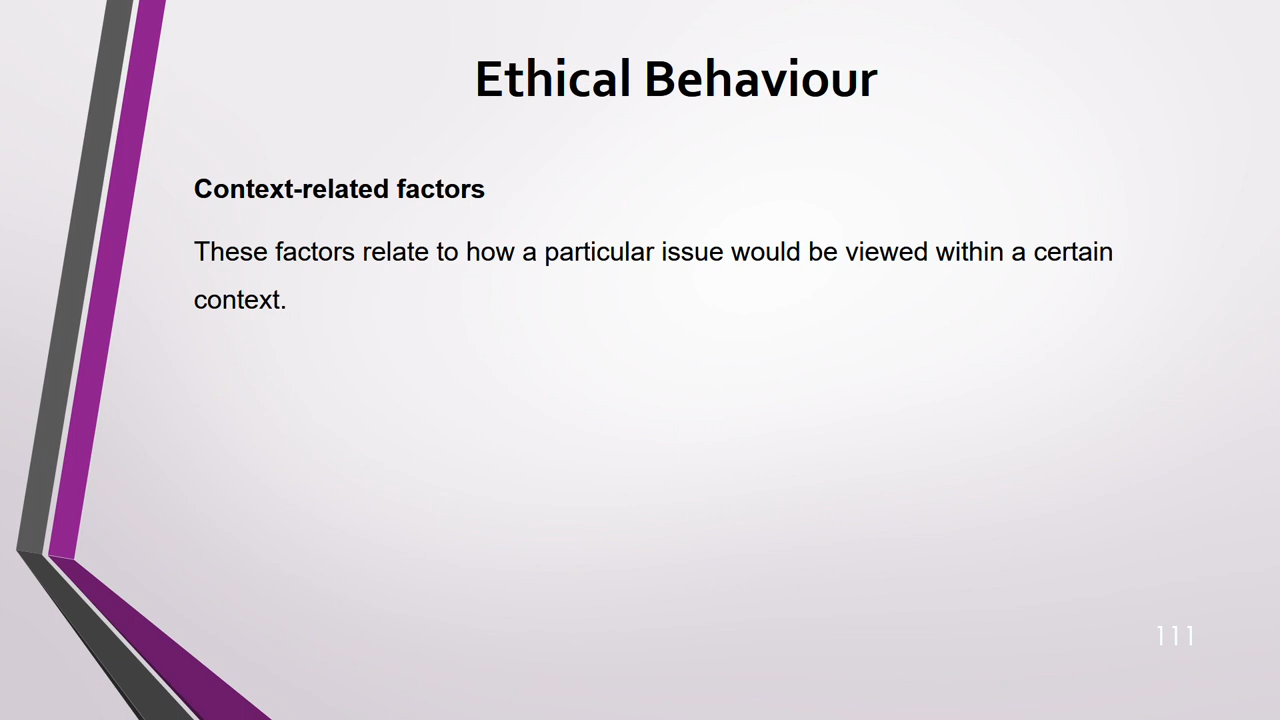 Ethical Behaviour
Context-related factors
These factors relate to how a particular issue would be viewed within a certain
context.
111